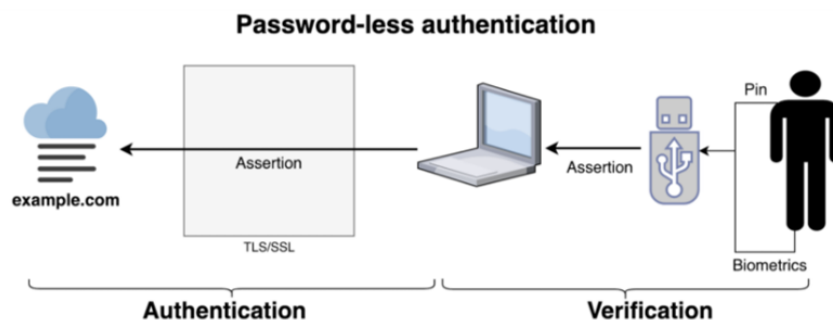 Password-less authentication
Pin
Assertion
Assertion
example.com
TLS/SSL
Biometrics
Authentication
Verification